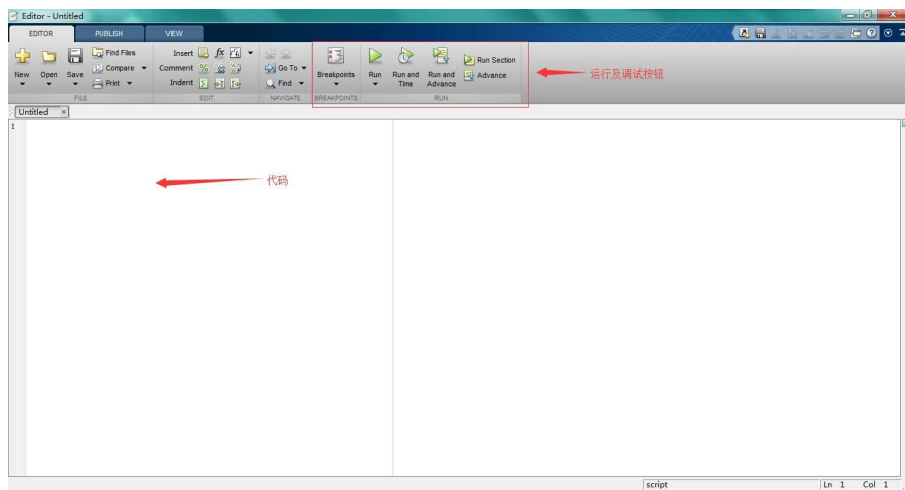 Editor - Untitled
EDITOR PUBLISH VIEW
New Open Save Find Files Compare Print
FILE
Insert fx
Comment
Indent
EDIT
Go To
Find
NAVIGATE
Breakpoints
BREAKPOINTS
Run Run and Time Run and Advance Run Section Advance
RUN
运行及调试按钮
Untitled ×
1
代码
script Ln 1 Col 1